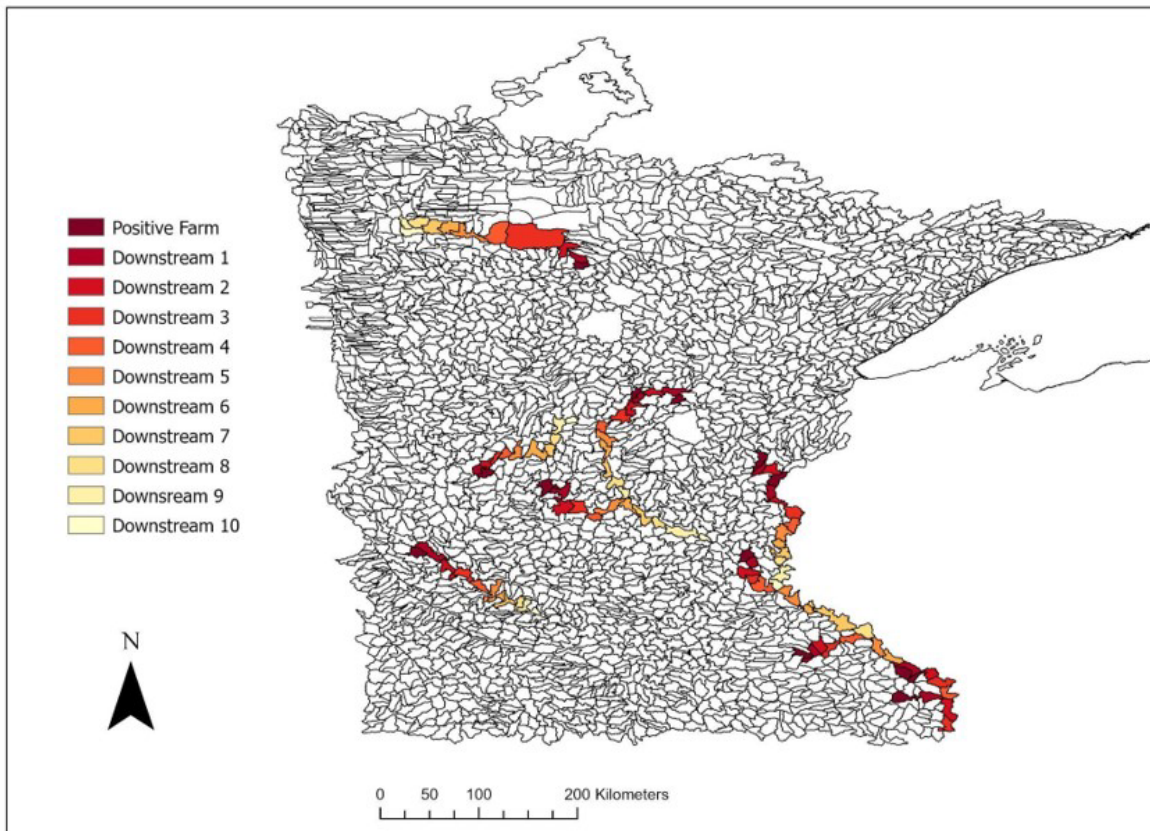 Positive Farm
Downstream 1
Downstream 2
Downstream 3
Downstream 4
Downstream 5
Downstream 6
Downstream 7
Downstream 8
Downsream 9
Downstream 10
N
0 50 100 200 Kilometers